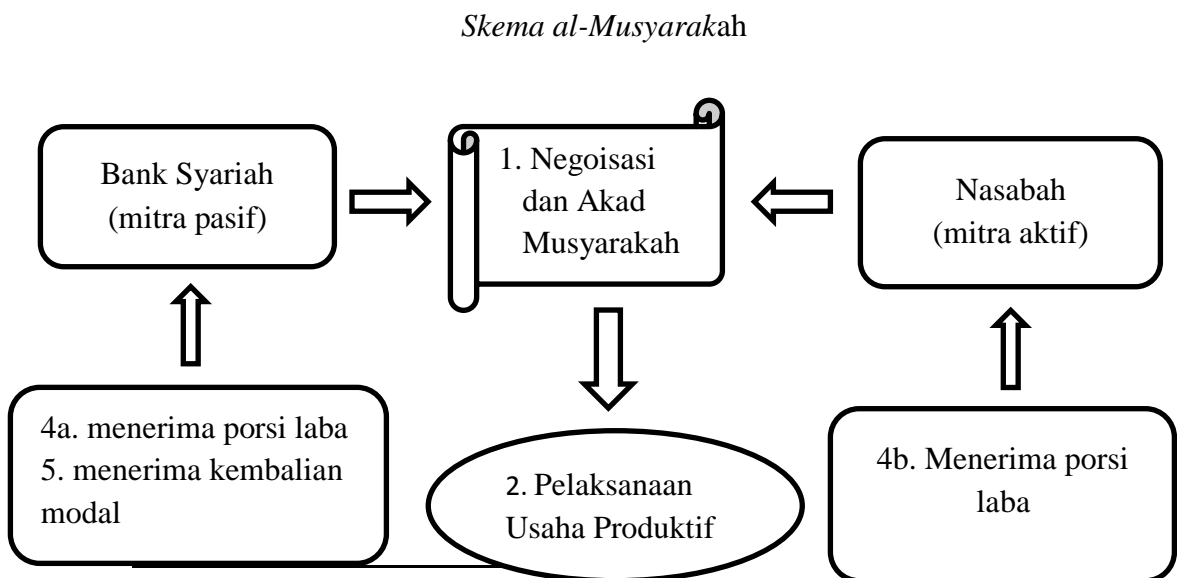 Skema al-Musyarakah
Bank Syariah
(mitra pasif)
1. Negoisasi
dan Akad
Musyarakah
Nasabah
(mitra aktif)
4a. menerima porsi laba
5. menerima kembalian
modal
2. Pelaksanaan
Usaha Produktif
4b. Menerima porsi
laba